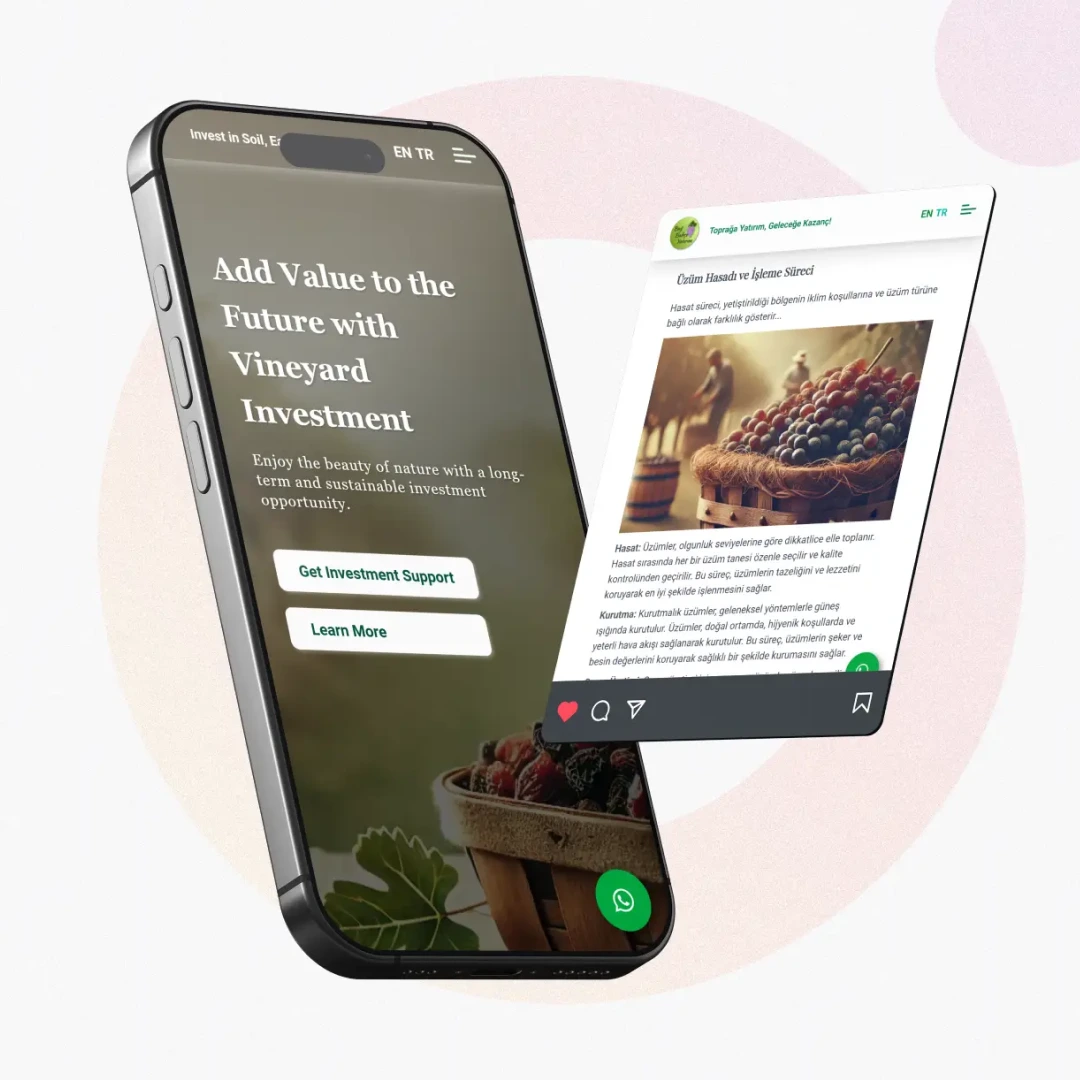 Invest in Soil,
EN TR
Add Value to the
Future with
Vineyard
Investment
Enjoy the beauty of nature with a long-
term and sustainable investment
opportunity.
Get Investment Support
Learn More
Toprağa Yatırım, Geleceğe Kazanç!
EN TR
Üzüm Hasadı ve İşleme Süreci
Hasat süreci, yetiştirildiği bölgenin iklim koşullarına ve üzüm türüne
bağlı olarak farklılık gösterir...
Hasat: Üzümler, olgunluk seviyelerine göre dikkatlice elle toplanır.
Hasat sırasında her bir üzüm tanesi özenle seçilir ve kalite
kontrolünden geçirilir. Bu süreç, üzümlerin tazeliğini ve lezzetini
koruyarak en iyi şekilde işlenmesini sağlar.
Kurutma: Kurutmalık üzümler, geleneksel yöntemlerle güneş
ışığında kurutulur. Üzümler, doğal ortamda, hijyenik koşullarda ve
yeterli hava akışı sağlanarak kurutulur. Bu süreç, üzümlerin şeker ve
besin değerlerini koruyarak sağlıklı bir şekilde kurumasını sağlar.